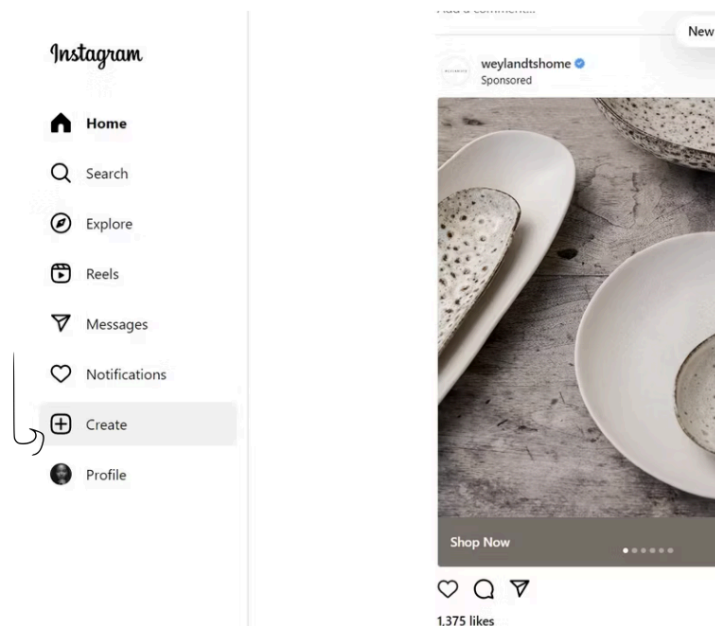 Instagram
Home
Search
Explore
Reels
Messages
Notifications
Create
Profile
New
weylandtshome
Sponsored
Shop Now
1,375 likes